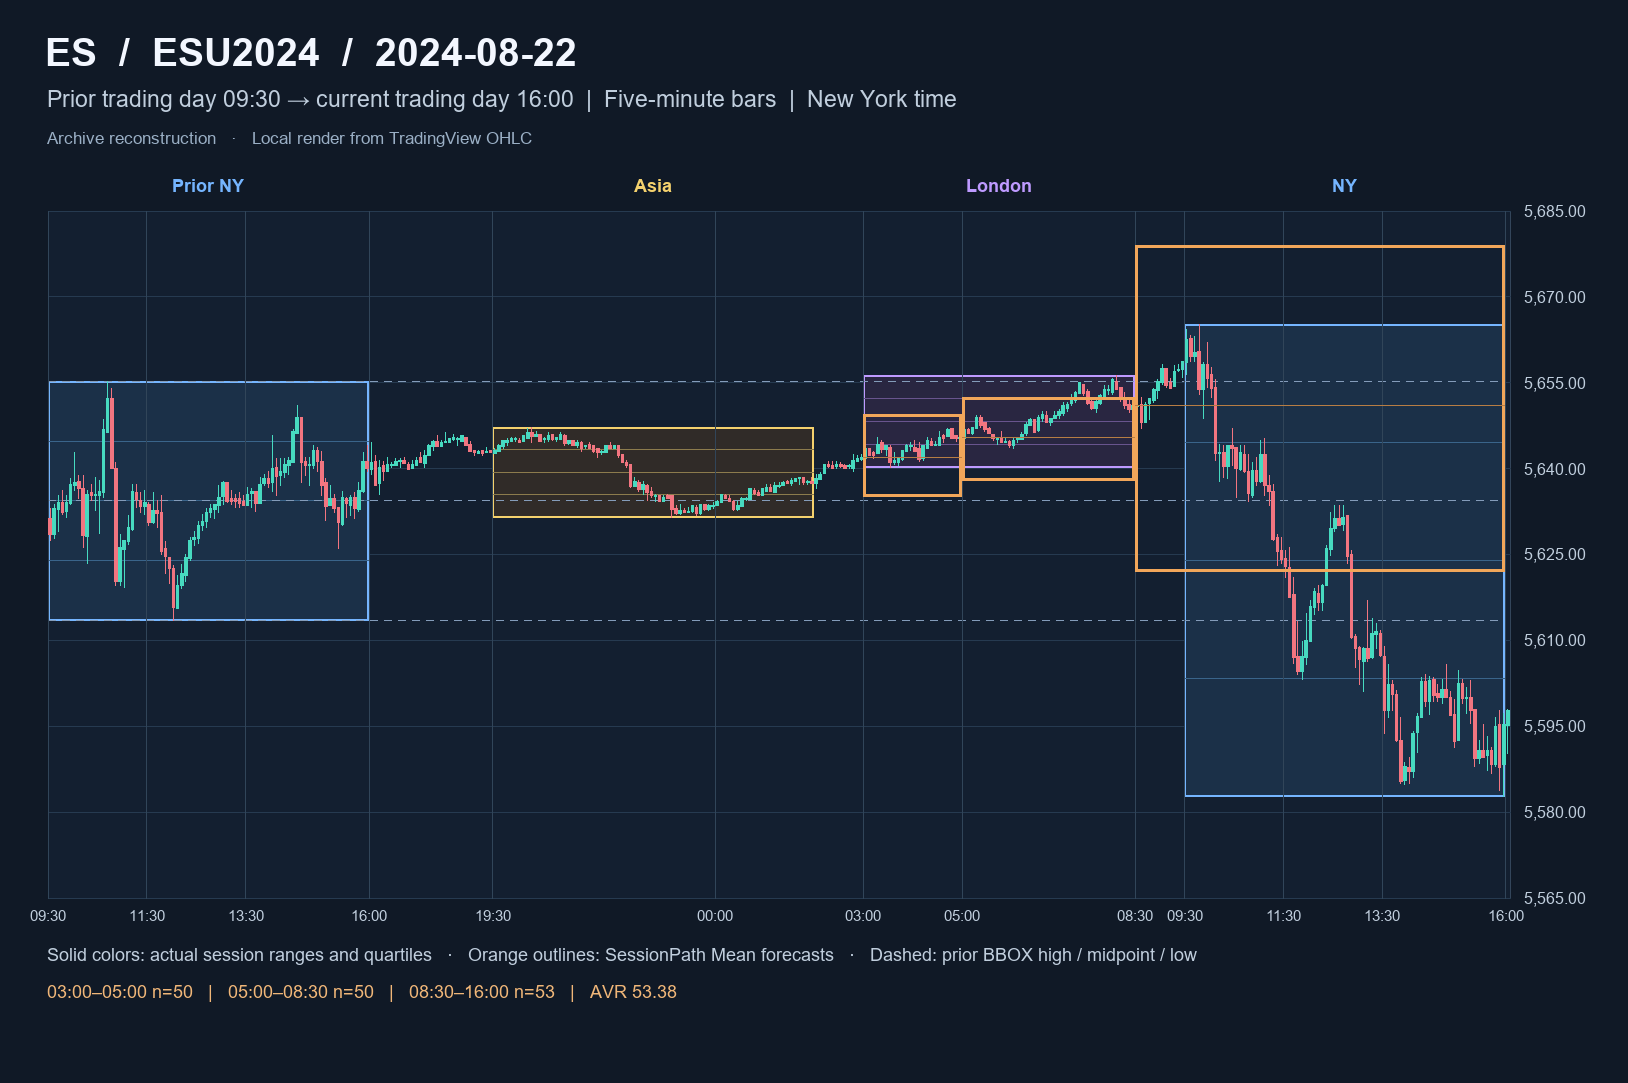 ES / ESU2024 / 2024-08-22
Prior trading day 09:30 → current trading day 16:00 | Five-minute bars | New York time
Archive reconstruction · Local render from TradingView OHLC
Prior NY Asia London NY
5,685.00
5,670.00
5,655.00
5,640.00
5,625.00
5,610.00
5,595.00
5,580.00
5,565.00
09:30 11:30 13:30 16:00 19:30 00:00 03:00 05:00 08:30 09:30 11:30 13:30 16:00
Solid colors: actual session ranges and quartiles · Orange outlines: SessionPath Mean forecasts · Dashed: prior BBOX high / midpoint / low
03:00–05:00 n=50 | 05:00–08:30 n=50 | 08:30–16:00 n=53 | AVR 53.38